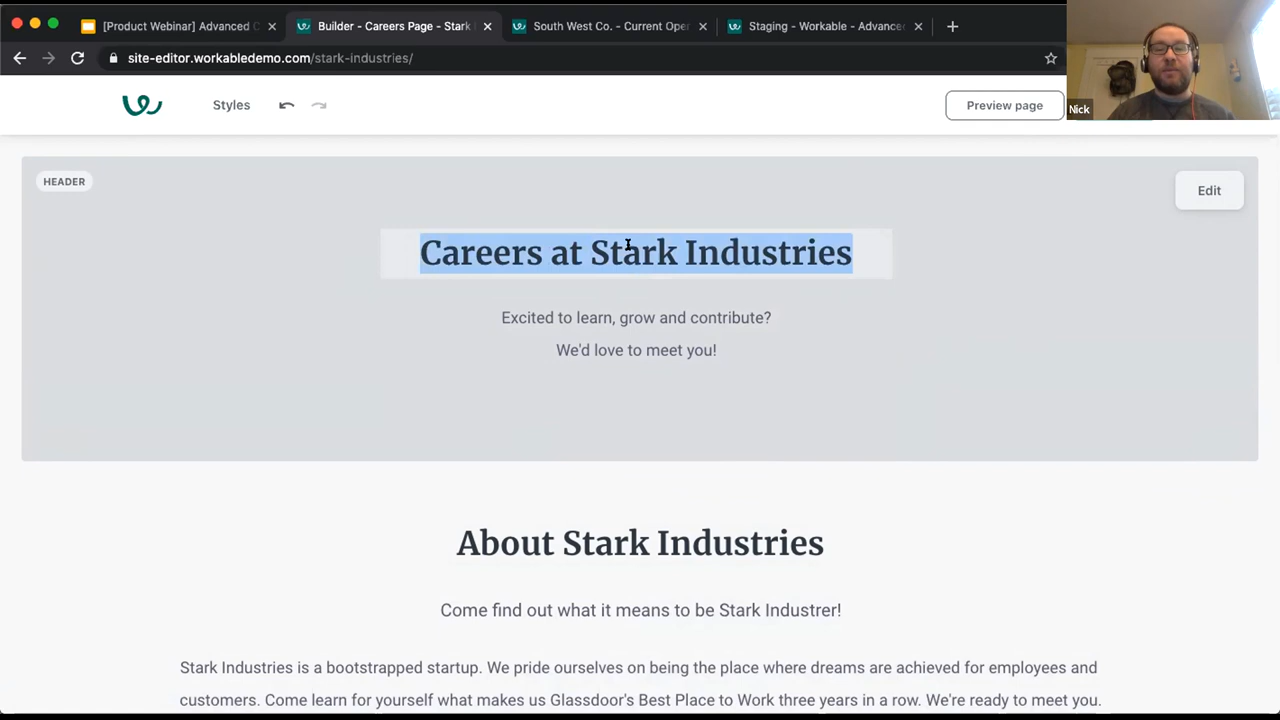 [Product Webinar] Advanced C
Builder - Careers Page - Stark
South West Co. - Current Oper
Staging - Workable - Advance
site-editor.workabledemo.com/stark-industries/
Nick
Styles
Preview page
HEADER
Edit
Careers at Stark Industries
Excited to learn, grow and contribute?
We'd love to meet you!
About Stark Industries
Come find out what it means to be Stark Industrer!
Stark Industries is a bootstrapped startup. We pride ourselves on being the place where dreams are achieved for employees and
customers. Come learn for yourself what makes us Glassdoor's Best Place to Work three years in a row. We're ready to meet you.